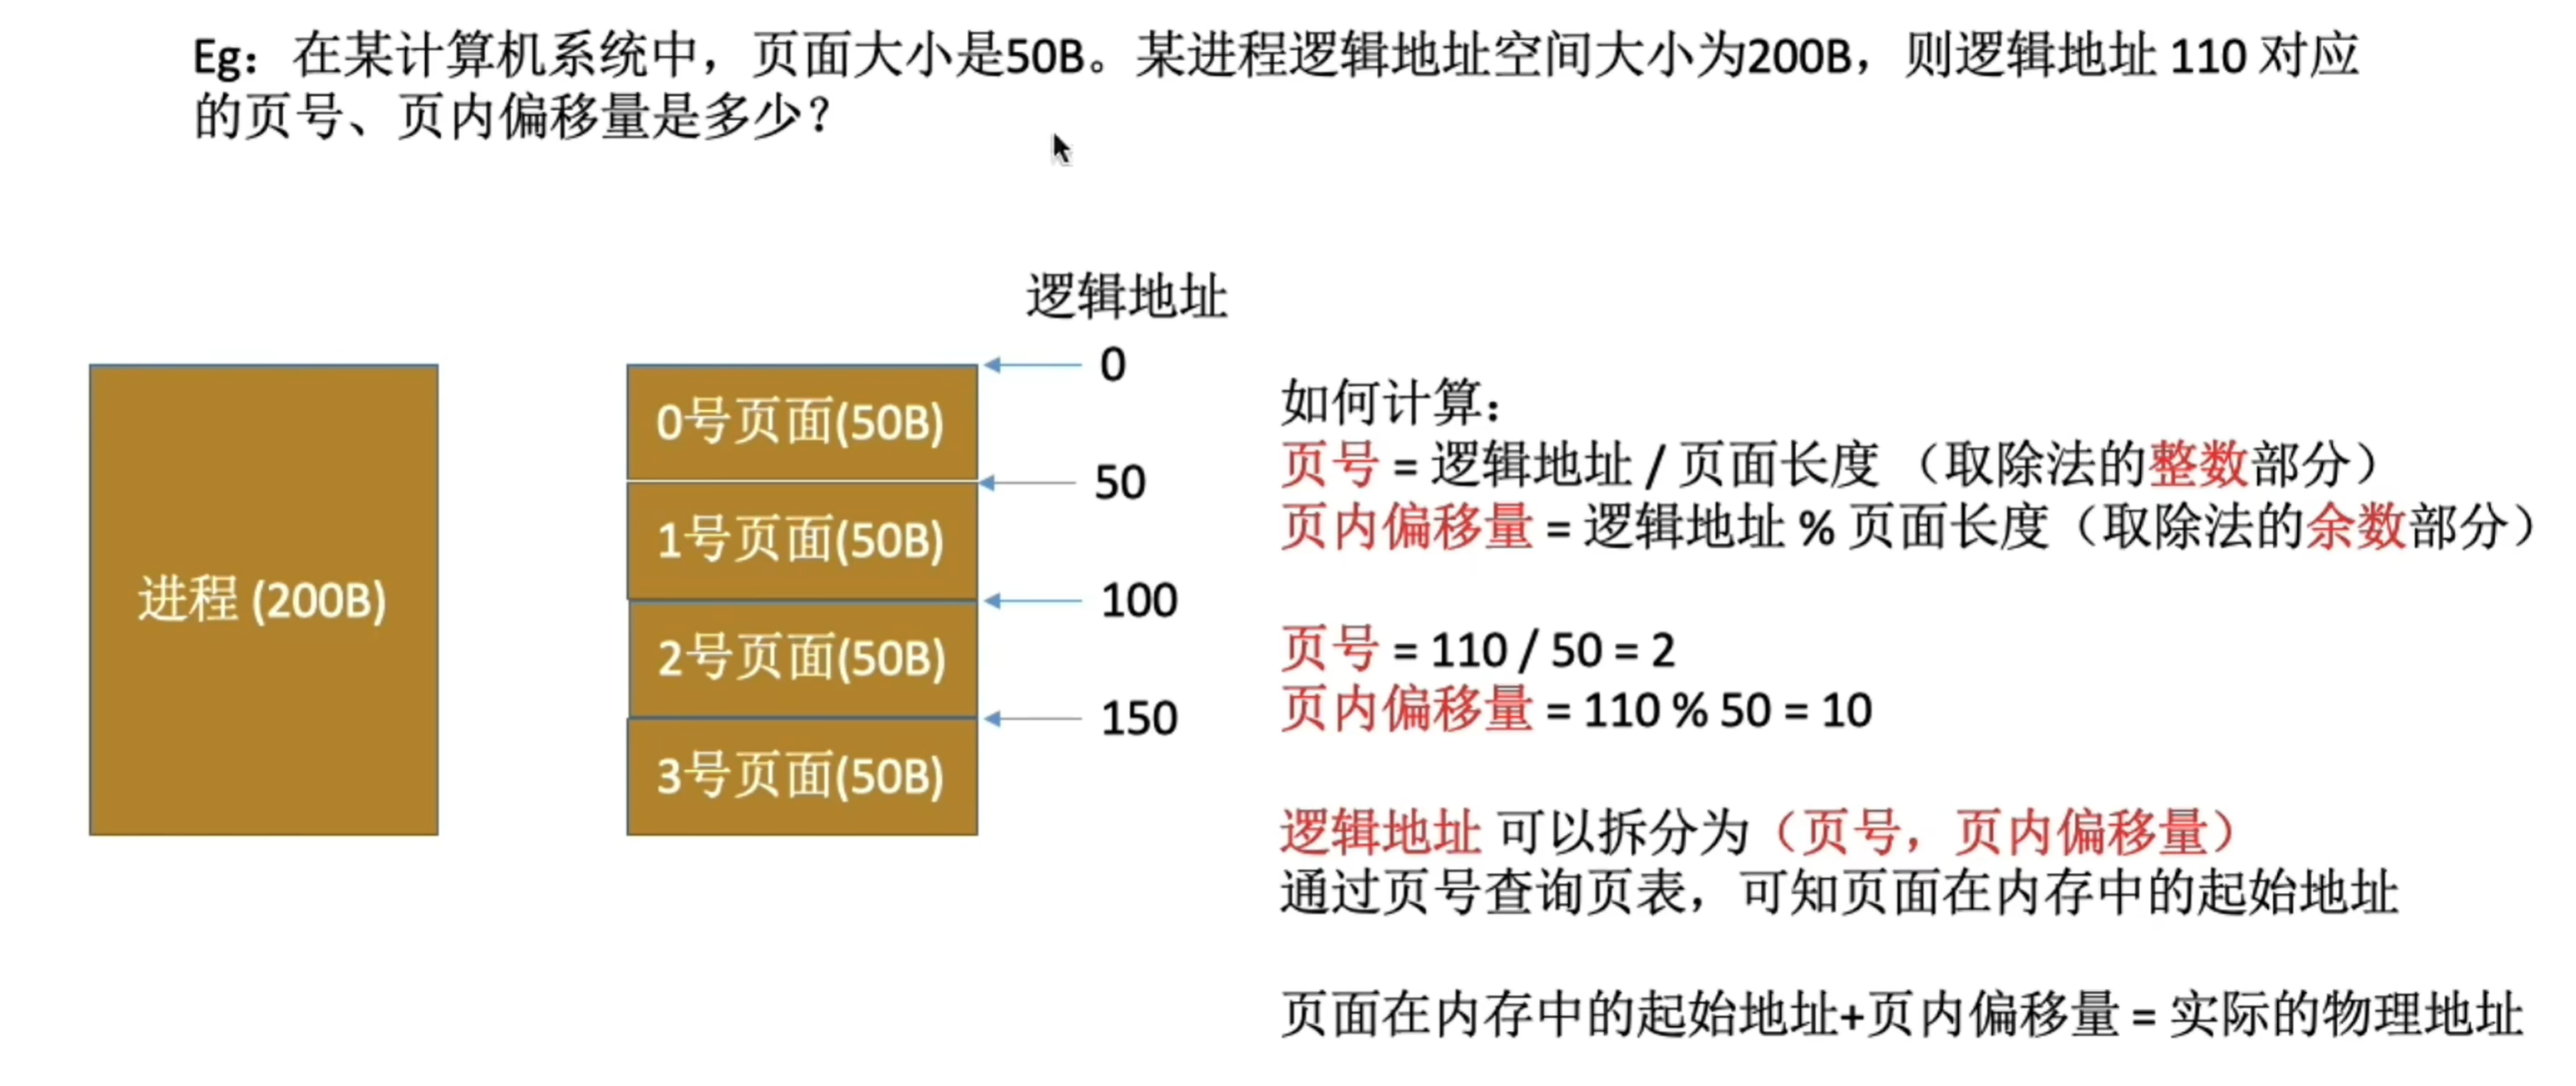 Eg：在某计算机系统中，页面大小是50B。某进程逻辑地址空间大小为200B，则逻辑地址 110 对应
的页号、页内偏移量是多少？
进程 (200B)
逻辑地址
0
0号页面(50B)
50
1号页面(50B)
100
2号页面(50B)
150
3号页面(50B)
如何计算：
页号 = 逻辑地址 / 页面长度 （取除法的整数部分）
页内偏移量 = 逻辑地址 % 页面长度（取除法的余数部分）
页号 = 110 / 50 = 2
页内偏移量 = 110 % 50 = 10
逻辑地址 可以拆分为（页号，页内偏移量）
通过页号查询页表，可知页面在内存中的起始地址
页面在内存中的起始地址+页内偏移量 = 实际的物理地址